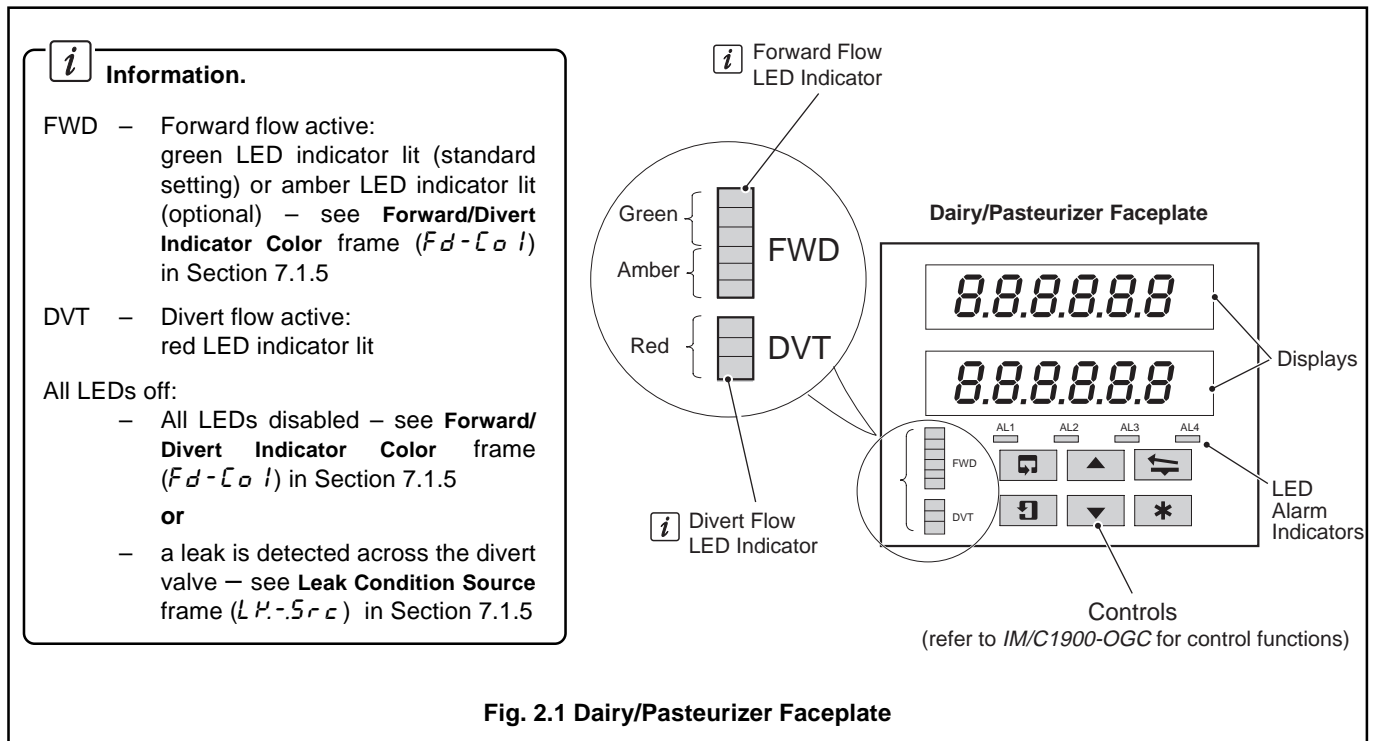 i Information.
FWD – Forward flow active:
green LED indicator lit (standard
setting) or amber LED indicator lit
(optional) – see Forward/Divert
Indicator Color frame (Fd-Col)
in Section 7.1.5
DVT – Divert flow active:
red LED indicator lit
All LEDs off:
– All LEDs disabled – see Forward/
Divert Indicator Color frame
(Fd-Col) in Section 7.1.5
or
– a leak is detected across the divert
valve – see Leak Condition Source
frame (LK.-.Src) in Section 7.1.5
i Forward Flow
LED Indicator
Green
Amber
FWD
Red
DVT
i Divert Flow
LED Indicator
Dairy/Pasteurizer Faceplate
8.8.8.8.8.8
8.8.8.8.8.8
Displays
AL1 AL2 AL3 AL4
FWD
DVT
LED
Alarm
Indicators
Controls
(refer to IM/C1900-OGC for control functions)
Fig. 2.1 Dairy/Pasteurizer Faceplate